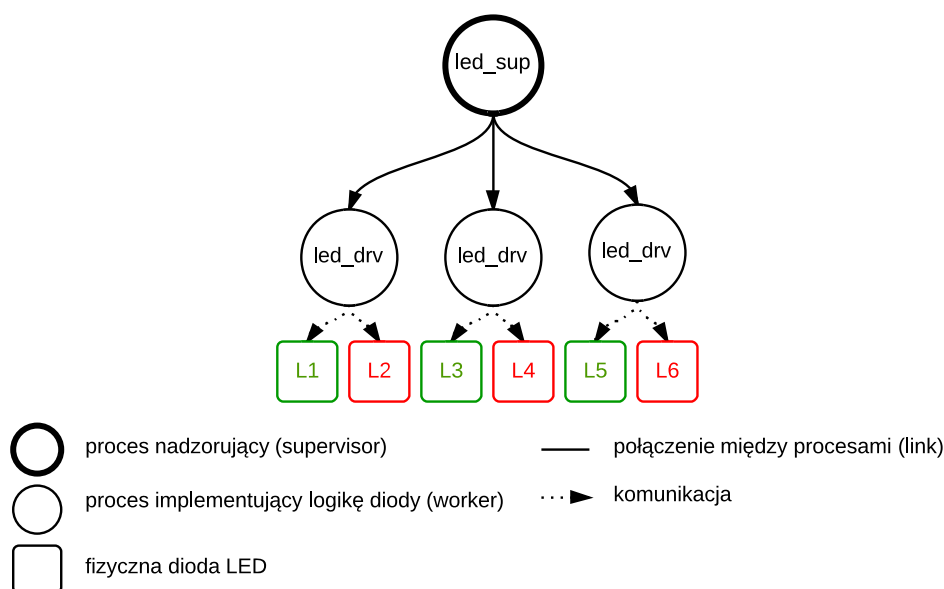 led_sup
led_drv led_drv led_drv
L1 L2 L3 L4 L5 L6
proces nadzorujący (supervisor)
połączenie między procesami (link)
proces implementujący logikę diody (worker)
komunikacja
fizyczna dioda LED